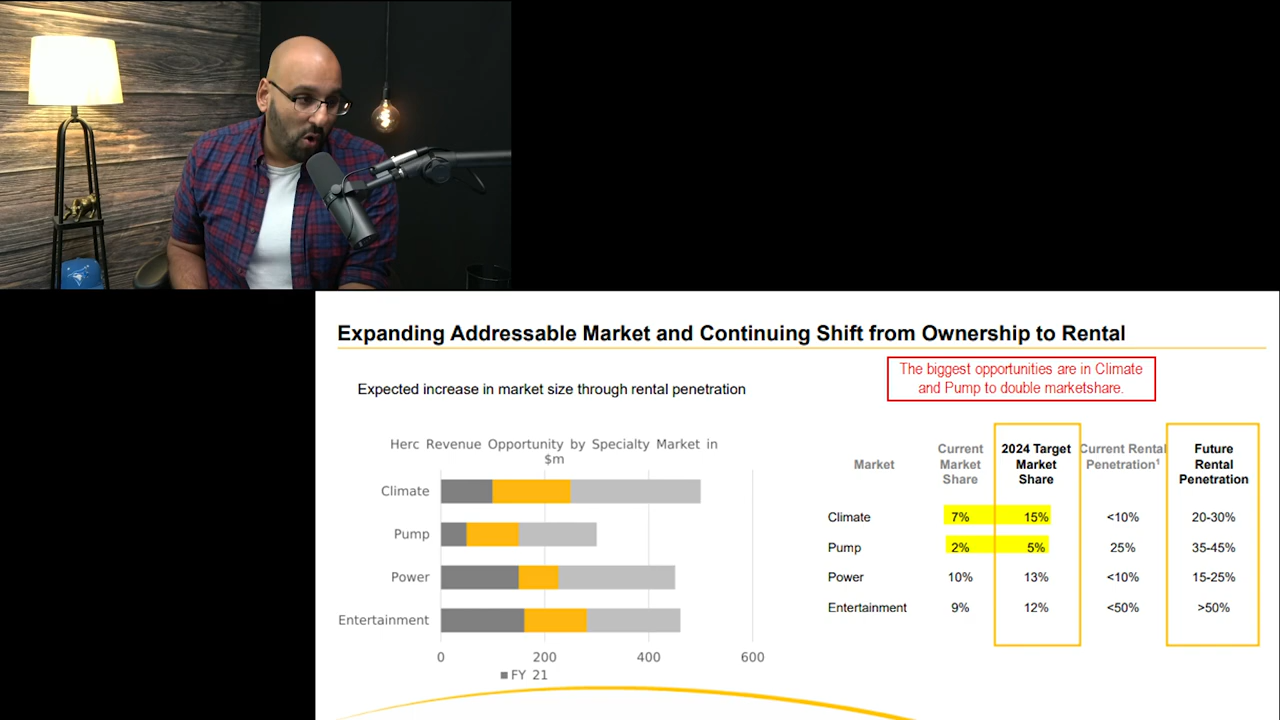 Expanding Addressable Market and Continuing Shift from Ownership to Rental
The biggest opportunities are in Climate
and Pump to double marketshare.
Expected increase in market size through rental penetration
Herc Revenue Opportunity by Specialty Market in
$m
Climate
Pump
Power
Entertainment
0 200 400 600
FY 21
Market
Current
Market
Share
2024 Target
Market
Share
Current Rental
Penetration¹
Future
Rental
Penetration
Climate 7% 15% <10% 20-30%
Pump 2% 5% 25% 35-45%
Power 10% 13% <10% 15-25%
Entertainment 9% 12% <50% >50%